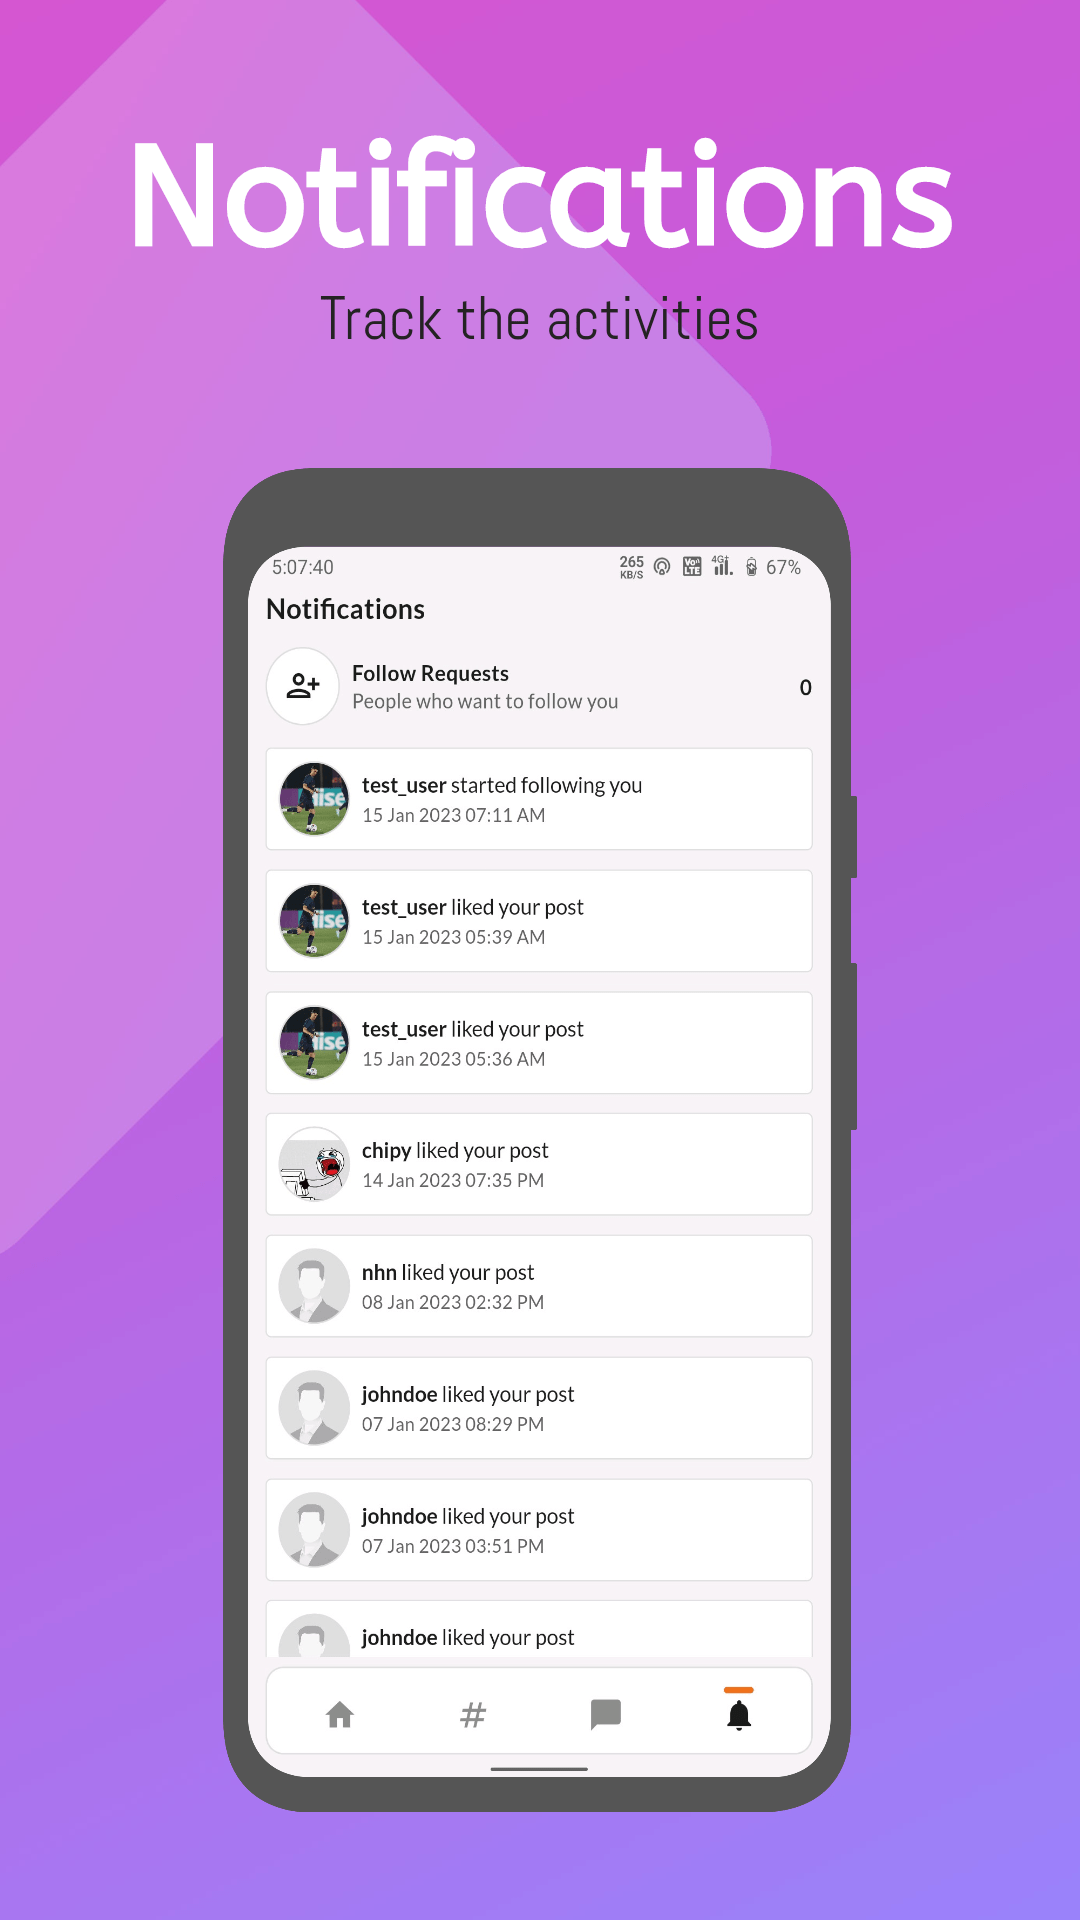 Notifications
Track the activities
5:07:40
265
KB/S
Vo))
LTE
4G+
67%
Notifications
Follow Requests
People who want to follow you
0
test_user started following you
15 Jan 2023 07:11 AM
test_user liked your post
15 Jan 2023 05:39 AM
test_user liked your post
15 Jan 2023 05:36 AM
chipy liked your post
14 Jan 2023 07:35 PM
nhn liked your post
08 Jan 2023 02:32 PM
johndoe liked your post
07 Jan 2023 08:29 PM
johndoe liked your post
07 Jan 2023 03:51 PM
johndoe liked your post
#